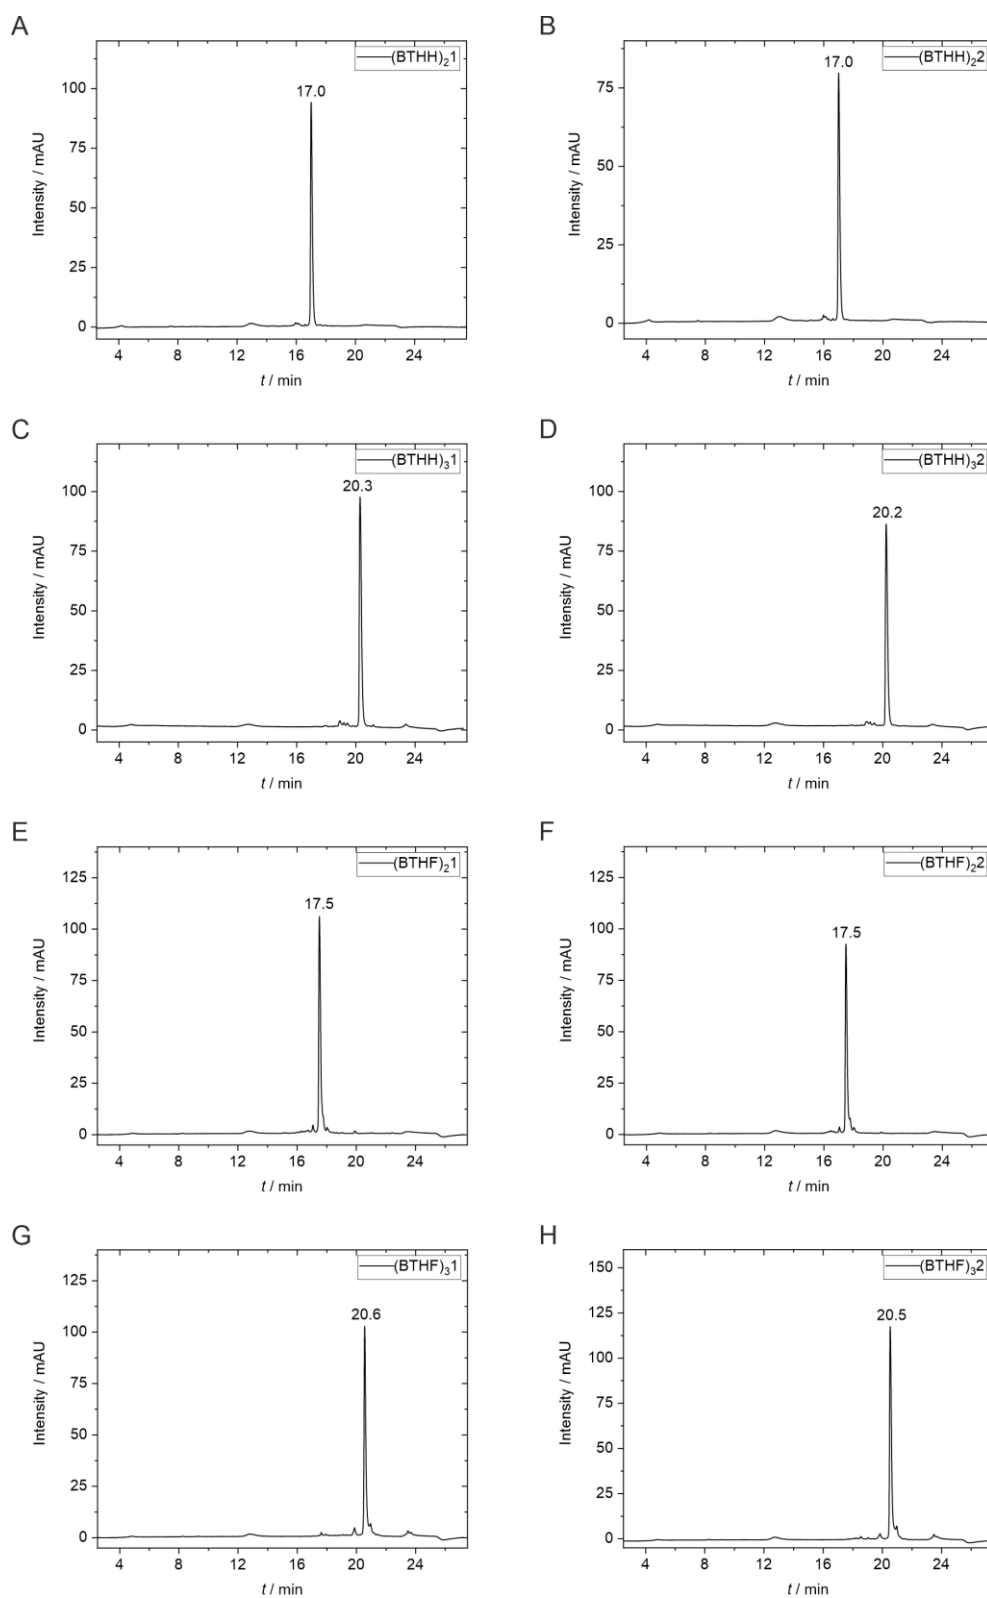 A
(BTHH)₂1
17.0
100
75
50
25
0
Intensity / mAU
4 8 12 16 20 24
t / min
B
(BTHH)₂2
17.0
75
50
25
0
Intensity / mAU
4 8 12 16 20 24
t / min
C
(BTHH)₃1
20.3
100
75
50
25
0
Intensity / mAU
4 8 12 16 20 24
t / min
D
(BTHH)₃2
20.2
100
75
50
25
0
Intensity / mAU
4 8 12 16 20 24
t / min
E
(BTHF)₂1
17.5
125
100
75
50
25
0
Intensity / mAU
4 8 12 16 20 24
t / min
F
(BTHF)₂2
17.5
125
100
75
50
25
0
Intensity / mAU
4 8 12 16 20 24
t / min
G
(BTHF)₃1
20.6
125
100
75
50
25
0
Intensity / mAU
4 8 12 16 20 24
t / min
H
(BTHF)₃2
20.5
150
125
100
75
50
25
0
Intensity / mAU
4 8 12 16 20 24
t / min